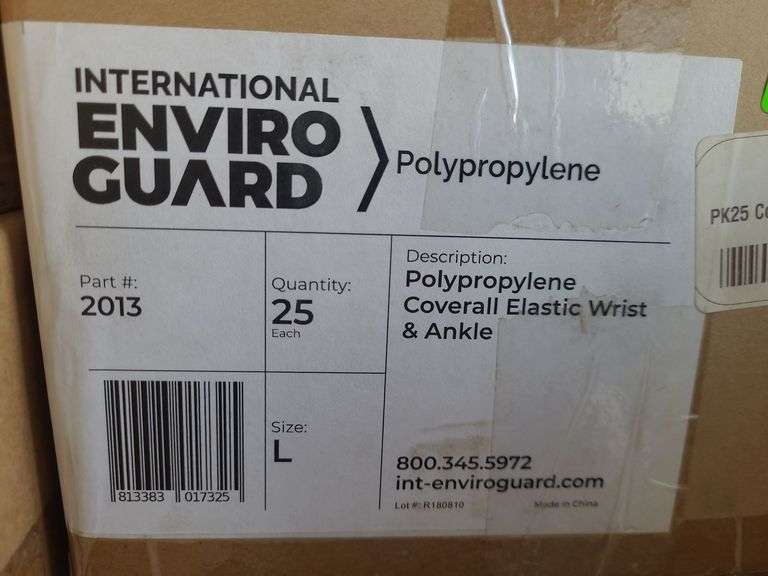 INTERNATIONAL
ENVIRO
GUARD
Polypropylene
Part #:
2013
Quantity:
25
Each
Description:
Polypropylene
Coverall Elastic Wrist
& Ankle
Size:
L
813383 017325
800.345.5972
int-enviroguard.com
Lot #: R180810
Made in China
PK25